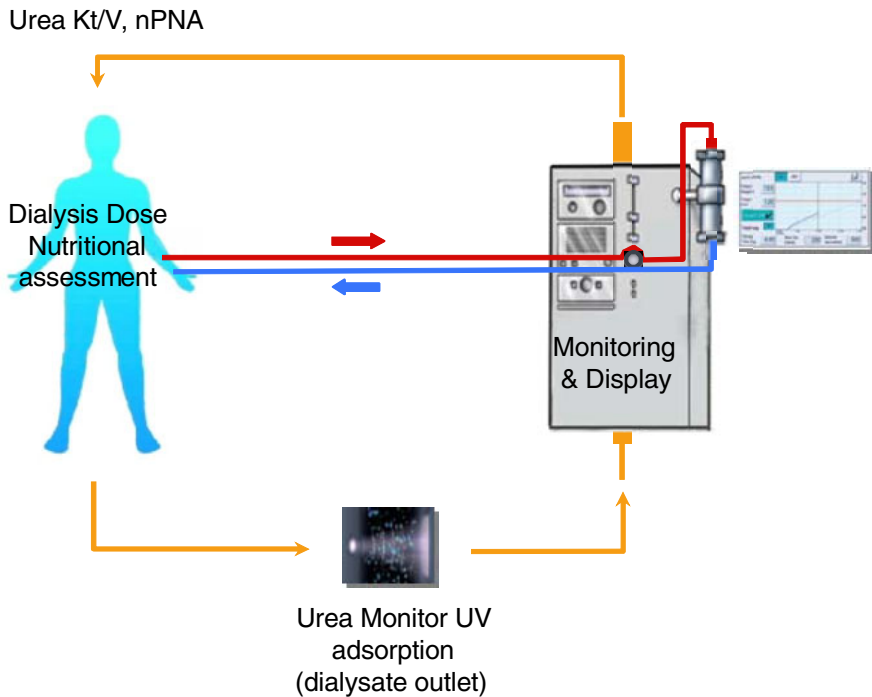 Urea Kt/V, nPNA
Dialysis Dose
Nutritional
assessment
Monitoring
& Display
Urea Monitor UV
adsorption
(dialysate outlet)